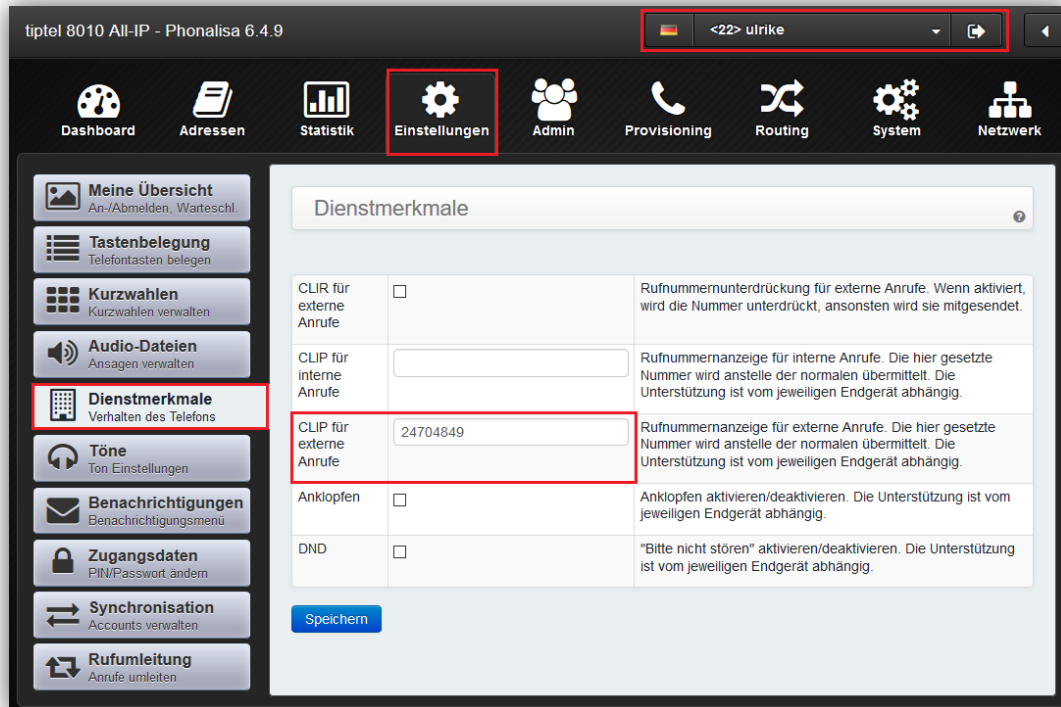 tiptel 8010 All-IP - Phonalisa 6.4.9
<22> ulrike
Dashboard
Adressen
Statistik
Einstellungen
Admin
Provisioning
Routing
System
Netzwerk
Meine Übersicht
An-/Abmelden, Warteschl.
Tastenbelegung
Telefontasten belegen
Kurzwahlen
Kurzwahlen verwalten
Audio-Dateien
Ansagen verwalten
Dienstmerkmale
Verhalten des Telefons
Töne
Ton Einstellungen
Benachrichtigungen
Benachrichtigungsmenü
Zugangsdaten
PIN/Passwort ändern
Synchronisation
Accounts verwalten
Rufumleitung
Anrufe umleiten
Dienstmerkmale
CLIR für
externe
Anrufe
Rufnummernunterdrückung für externe Anrufe. Wenn aktiviert,
wird die Nummer unterdrückt, ansonsten wird sie mitgesendet.
CLIP für
interne
Anrufe
Rufnummernanzeige für interne Anrufe. Die hier gesetzte
Nummer wird anstelle der normalen übermittelt. Die
Unterstützung ist vom jeweiligen Endgerät abhängig.
CLIP für
externe
Anrufe
24704849
Rufnummernanzeige für externe Anrufe. Die hier gesetzte
Nummer wird anstelle der normalen übermittelt. Die
Unterstützung ist vom jeweiligen Endgerät abhängig.
Anklopfen
Anklopfen aktivieren/deaktivieren. Die Unterstützung ist vom
jeweiligen Endgerät abhängig.
DND
"Bitte nicht stören" aktivieren/deaktivieren. Die Unterstützung
ist vom jeweiligen Endgerät abhängig.
Speichern